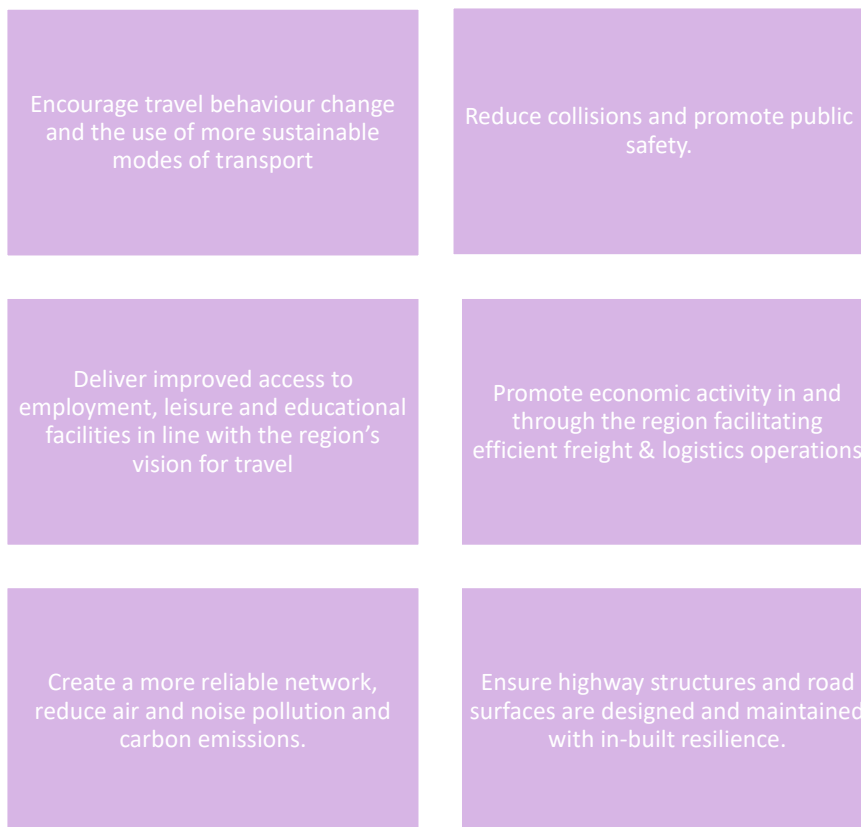 Encourage travel behaviour change
and the use of more sustainable
modes of transport
Reduce collisions and promote public
safety.
Deliver improved access to
employment, leisure and educational
facilities in line with the region’s
vision for travel
Promote economic activity in and
through the region facilitating
efficient freight & logistics operations
Create a more reliable network,
reduce air and noise pollution and
carbon emissions.
Ensure highway structures and road
surfaces are designed and maintained
with in-built resilience.